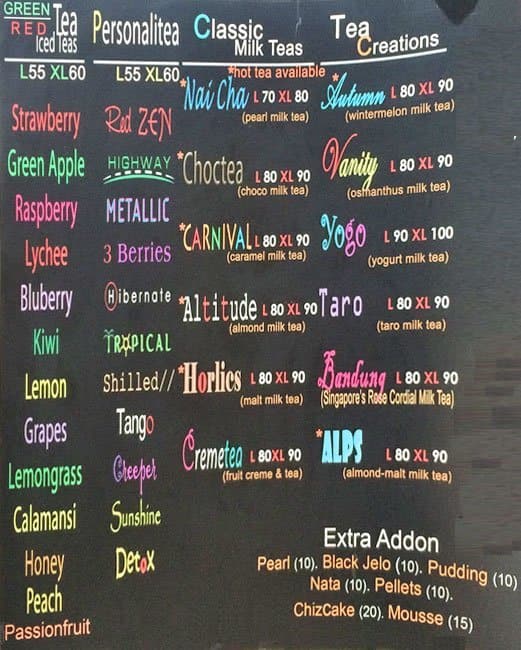 GREEN
RED Tea
Iced Teas
L55 XL60
Strawberry
Green Apple
Raspberry
Lychee
Bluberry
Kiwi
Lemon
Grapes
Lemongrass
Calamansi
Honey
Peach
Passionfruit
Personalitea
L55 XL60
Red ZEN
HIGHWAY
METALLIC
3 Berries
Hibernate
TROPICAL
Shilled//
Tango
Creeper
Sunshine
Detox
Classic
Milk Teas
*hot tea available
*Nai Cha L 70 XL 80
(pearl milk tea)
*Choctea L 80 XL 90
(choco milk tea)
*CARNIVAL L 80 XL 90
(caramel milk tea)
*Altitude L 80 XL 90
(almond milk tea)
*Horlics L 80 XL 90
(malt milk tea)
Cremetea L 80XL 90
(fruit creme & tea)
Tea
Creations
*Autumn L 80 XL 90
(wintermelon milk tea)
Vanity L 80 XL 90
(osmanthus milk tea)
Yogo L 90 XL 100
(yogurt milk tea)
Taro L 80 XL 90
(taro milk tea)
Bandung L 80 XL 90
(Singapore's Rose Cordial Milk Tea)
*ALPS L 80 XL 90
(almond-malt milk tea)
Extra Addon
Pearl (10). Black Jelo (10). Pudding (10)
Nata (10). Pellets (10).
ChizCake (20). Mousse (15)